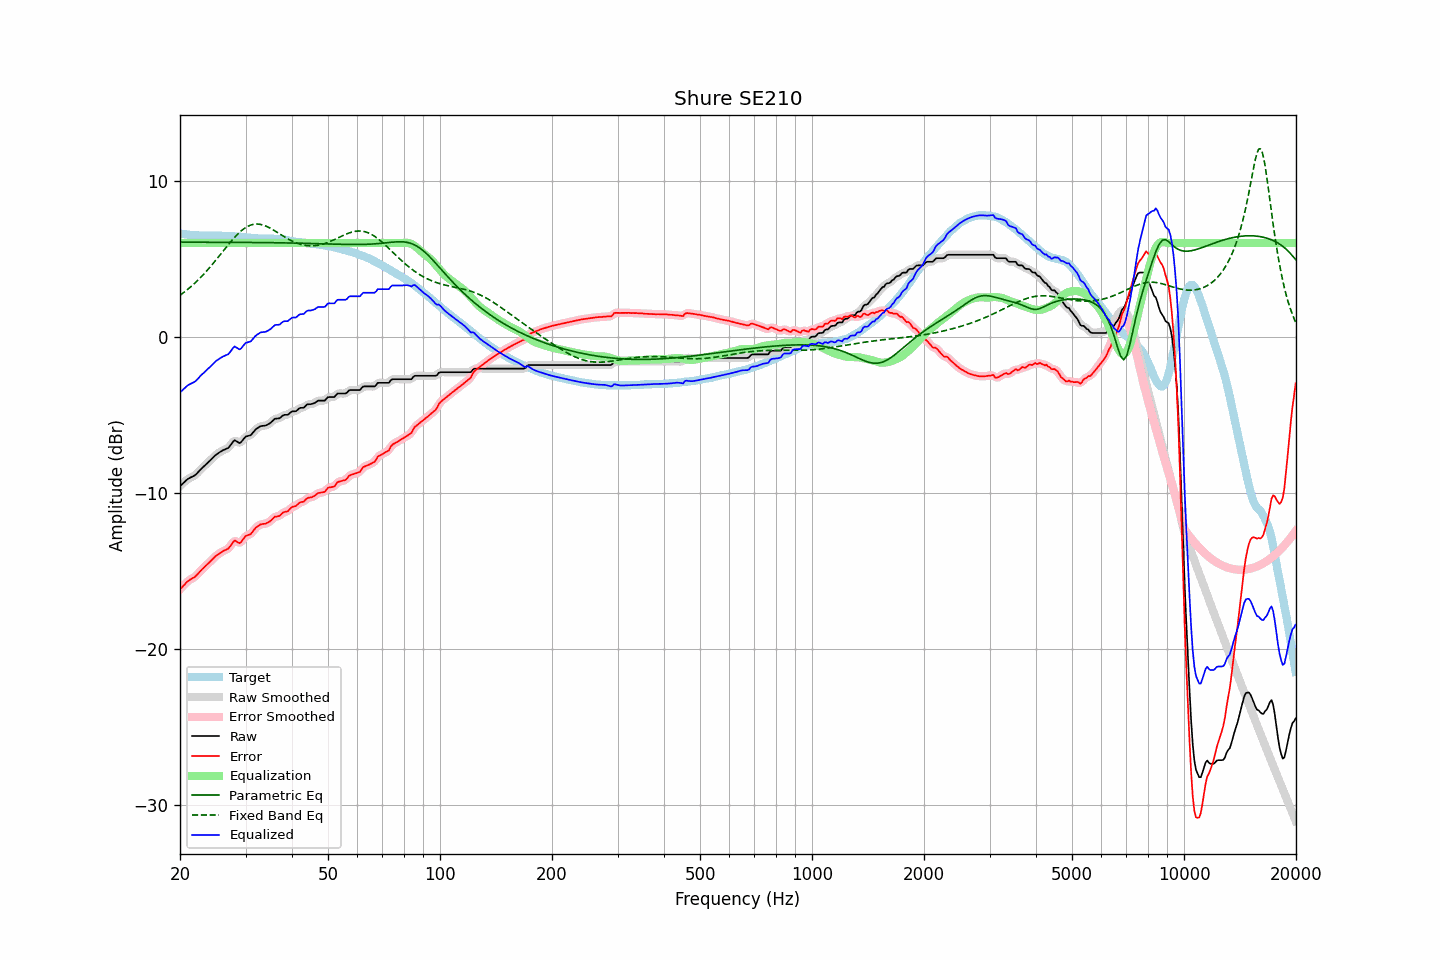 Shure SE210
Amplitude (dBr)
10
0
−10
−20
−30
Target
Raw Smoothed
Error Smoothed
Raw
Error
Equalization
Parametric Eq
Fixed Band Eq
Equalized
20 50 100 200 500 1000 2000 5000 10000 20000
Frequency (Hz)